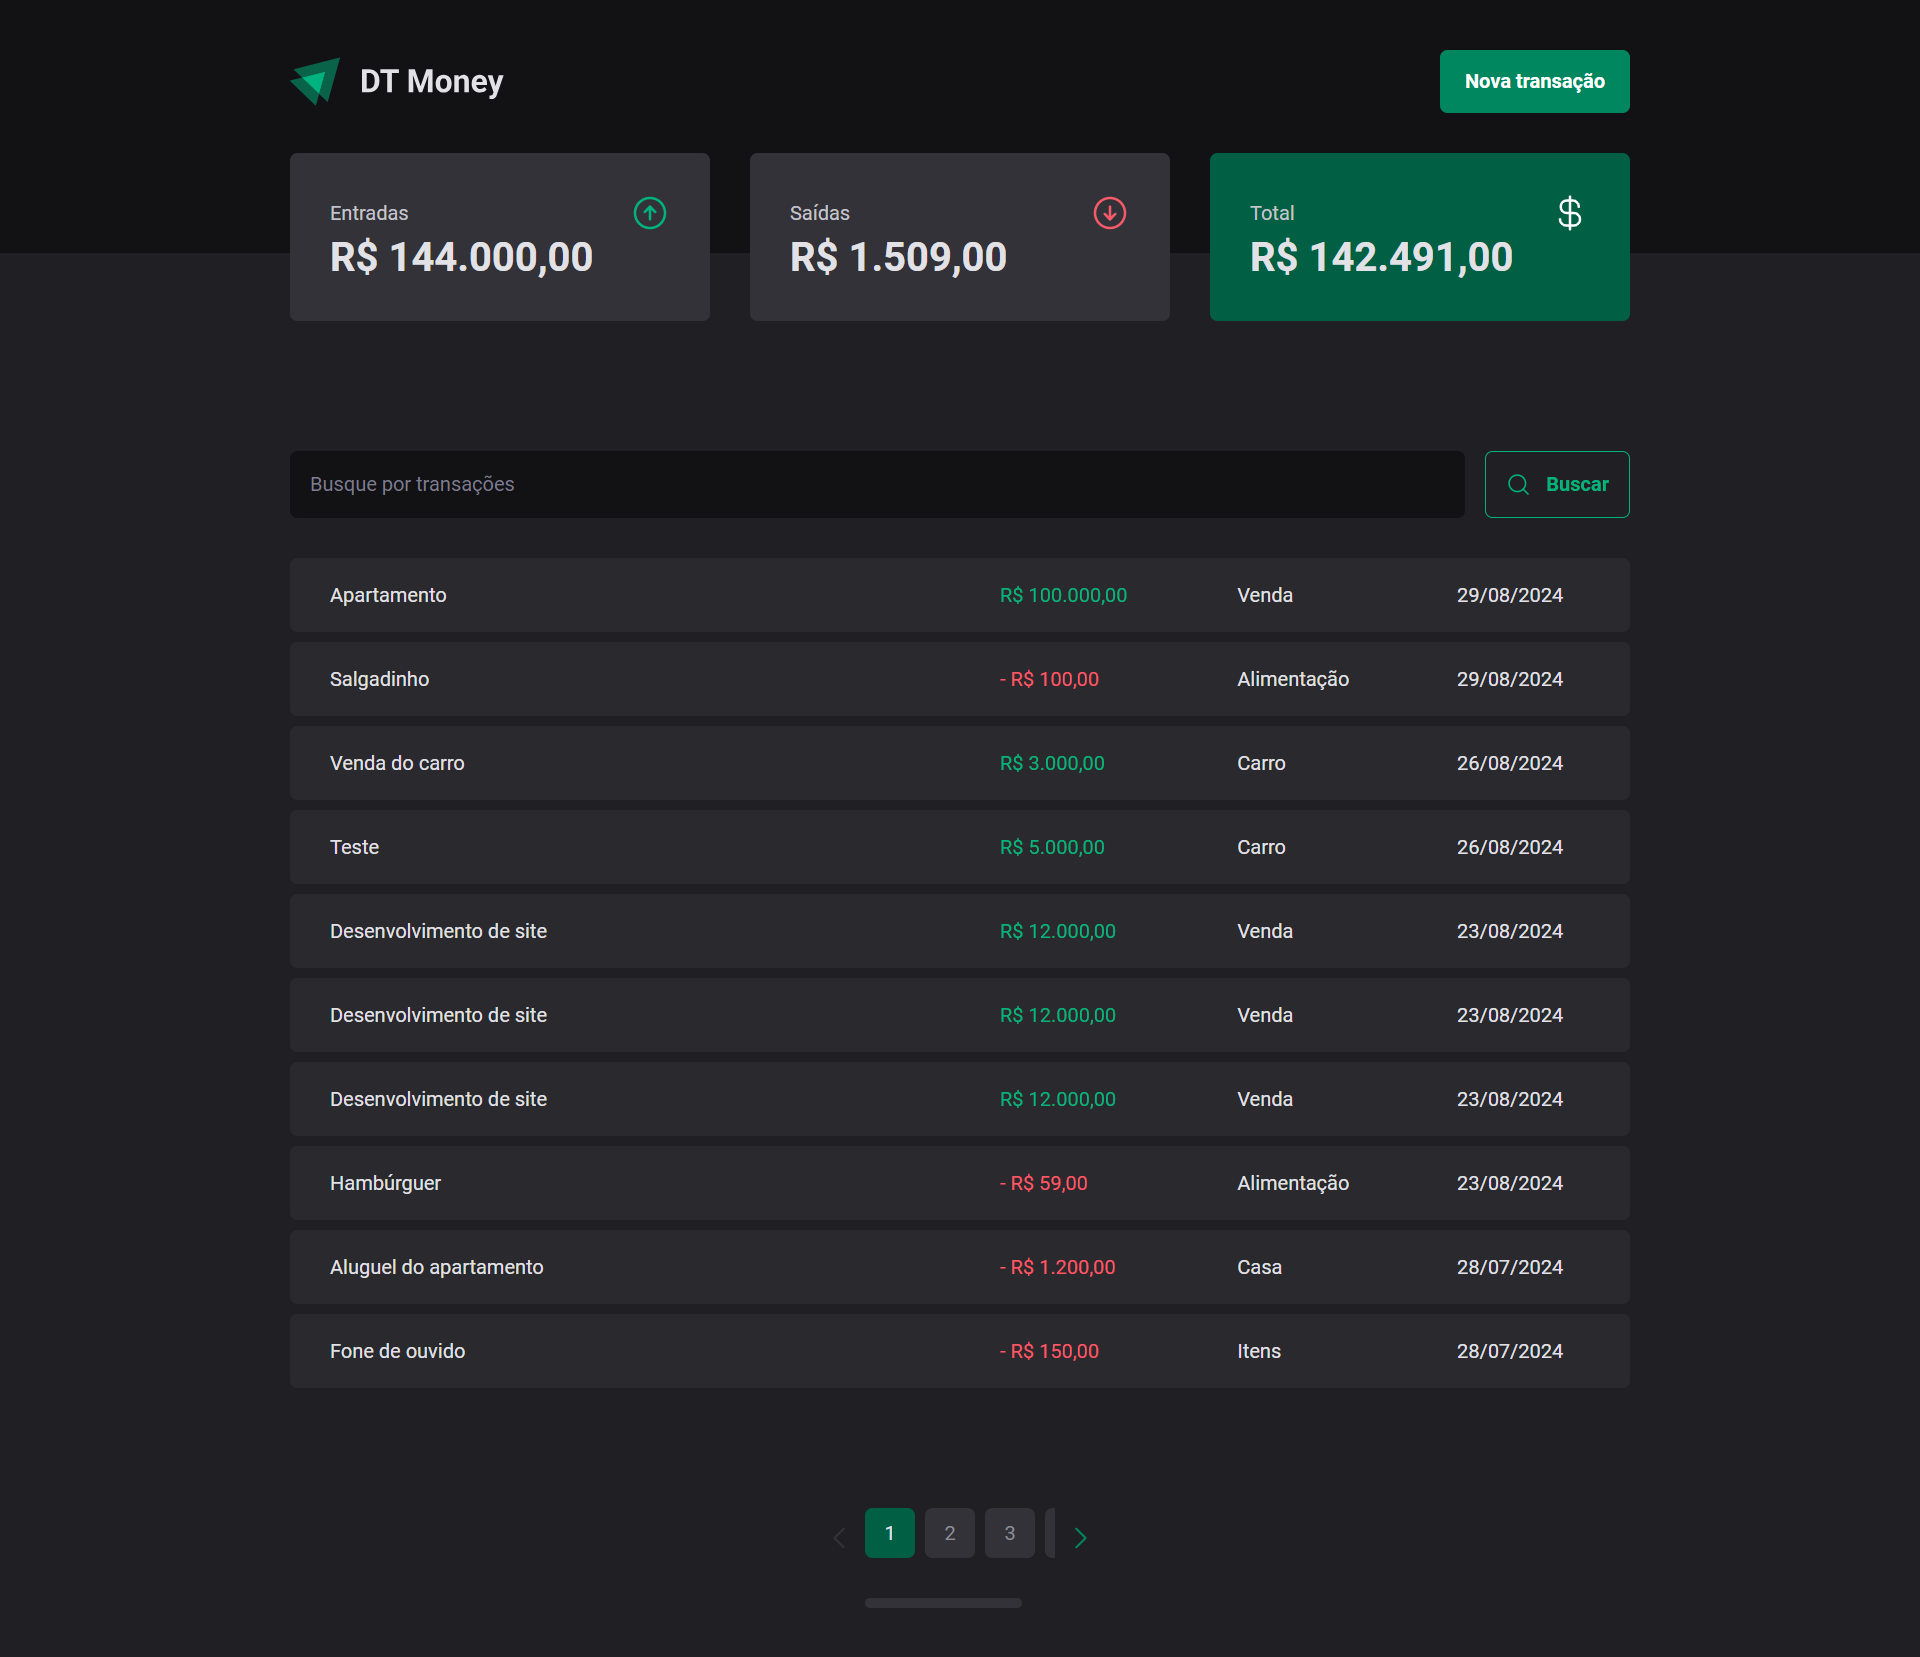 DT Money
Nova transação
Entradas
R$ 144.000,00
Saídas
R$ 1.509,00
Total
R$ 142.491,00
Busque por transações
Buscar
Apartamento R$ 100.000,00 Venda 29/08/2024
Salgadinho - R$ 100,00 Alimentação 29/08/2024
Venda do carro R$ 3.000,00 Carro 26/08/2024
Teste R$ 5.000,00 Carro 26/08/2024
Desenvolvimento de site R$ 12.000,00 Venda 23/08/2024
Desenvolvimento de site R$ 12.000,00 Venda 23/08/2024
Desenvolvimento de site R$ 12.000,00 Venda 23/08/2024
Hambúrguer - R$ 59,00 Alimentação 23/08/2024
Aluguel do apartamento - R$ 1.200,00 Casa 28/07/2024
Fone de ouvido - R$ 150,00 Itens 28/07/2024
1 2 3